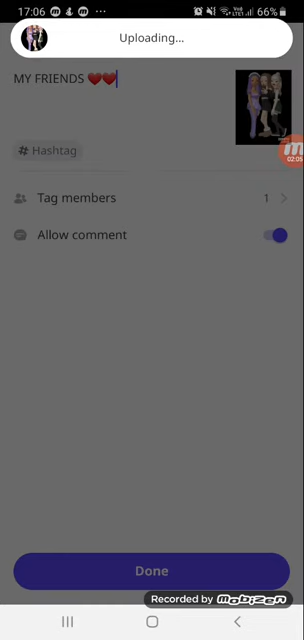 17:06
66%
Uploading...
MY FRIENDS ❤️❤️
# Hashtag
02:05
Tag members 1
Allow comment
Done
Recorded by mobizen